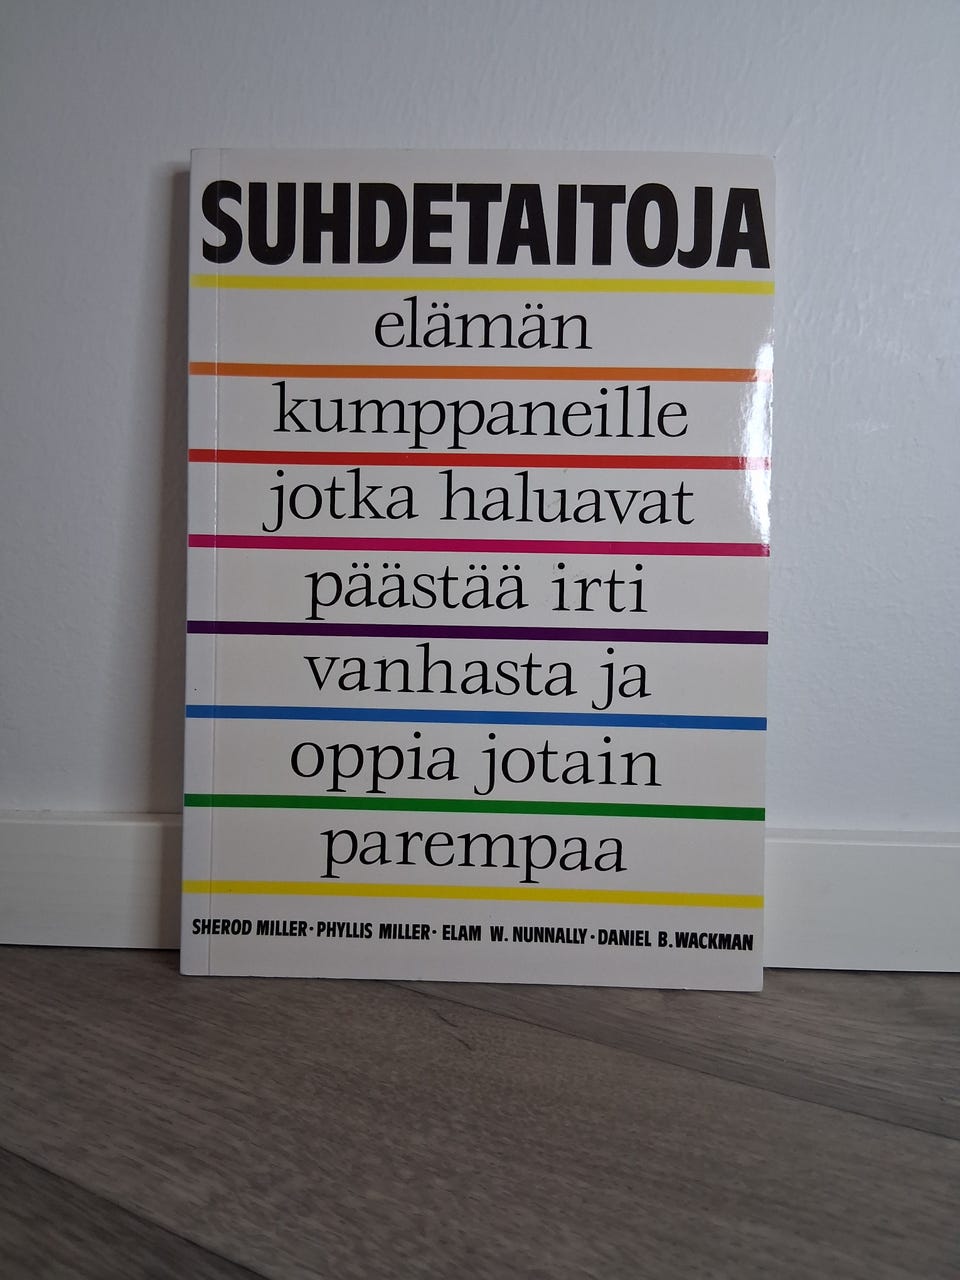 SUHDETAITOJA
elämän
kumppaneille
jotka haluavat
päästää irti
vanhasta ja
oppia jotain
parempaa
SHEROD MILLER · PHYLLIS MILLER · ELAM W. NUNNALLY · DANIEL B. WACKMAN